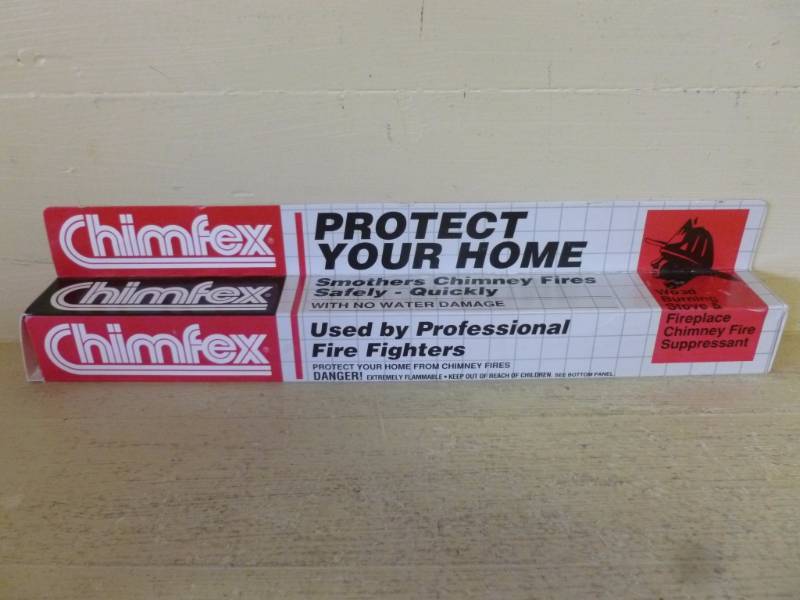 Chimfex®
PROTECT
YOUR HOME
Chimfex
Smothers Chimney Fires
Safely - Quickly
WITH NO WATER DAMAGE
Wood
Burning
Stove &
Fireplace
Chimney Fire
Suppressant
Chimfex®
Used by Professional
Fire Fighters
PROTECT YOUR HOME FROM CHIMNEY FIRES
DANGER! EXTREMELY FLAMMABLE • KEEP OUT OF REACH OF CHILDREN. SEE BOTTOM PANEL.